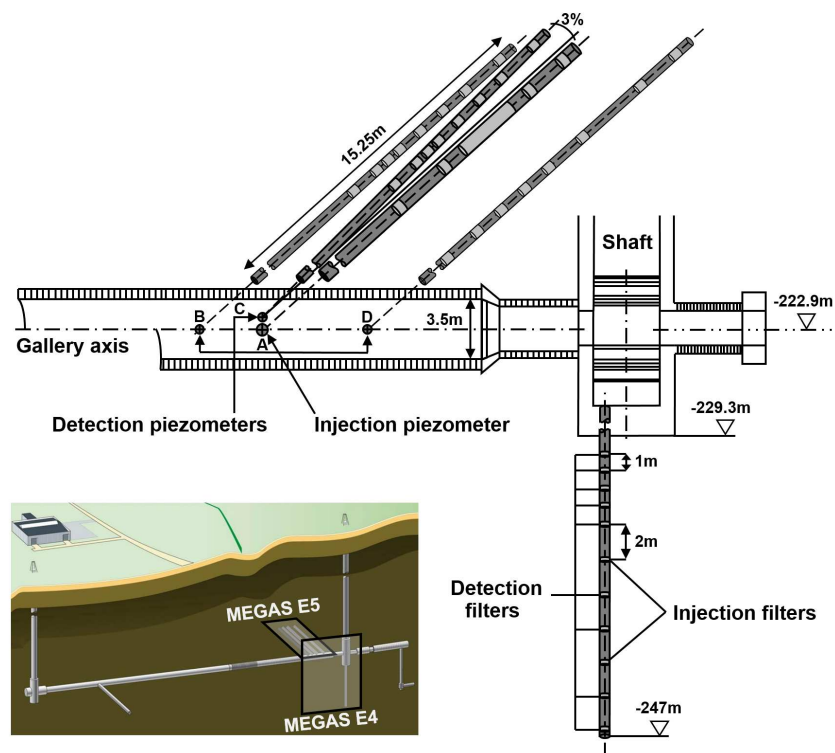 3%
15.25m
Shaft
B
C
D
A
3.5m
-222.9m
Gallery axis
Detection piezometers
Injection piezometer
-229.3m
1m
2m
Detection
filters
Injection filters
-247m
MEGAS E5
MEGAS E4